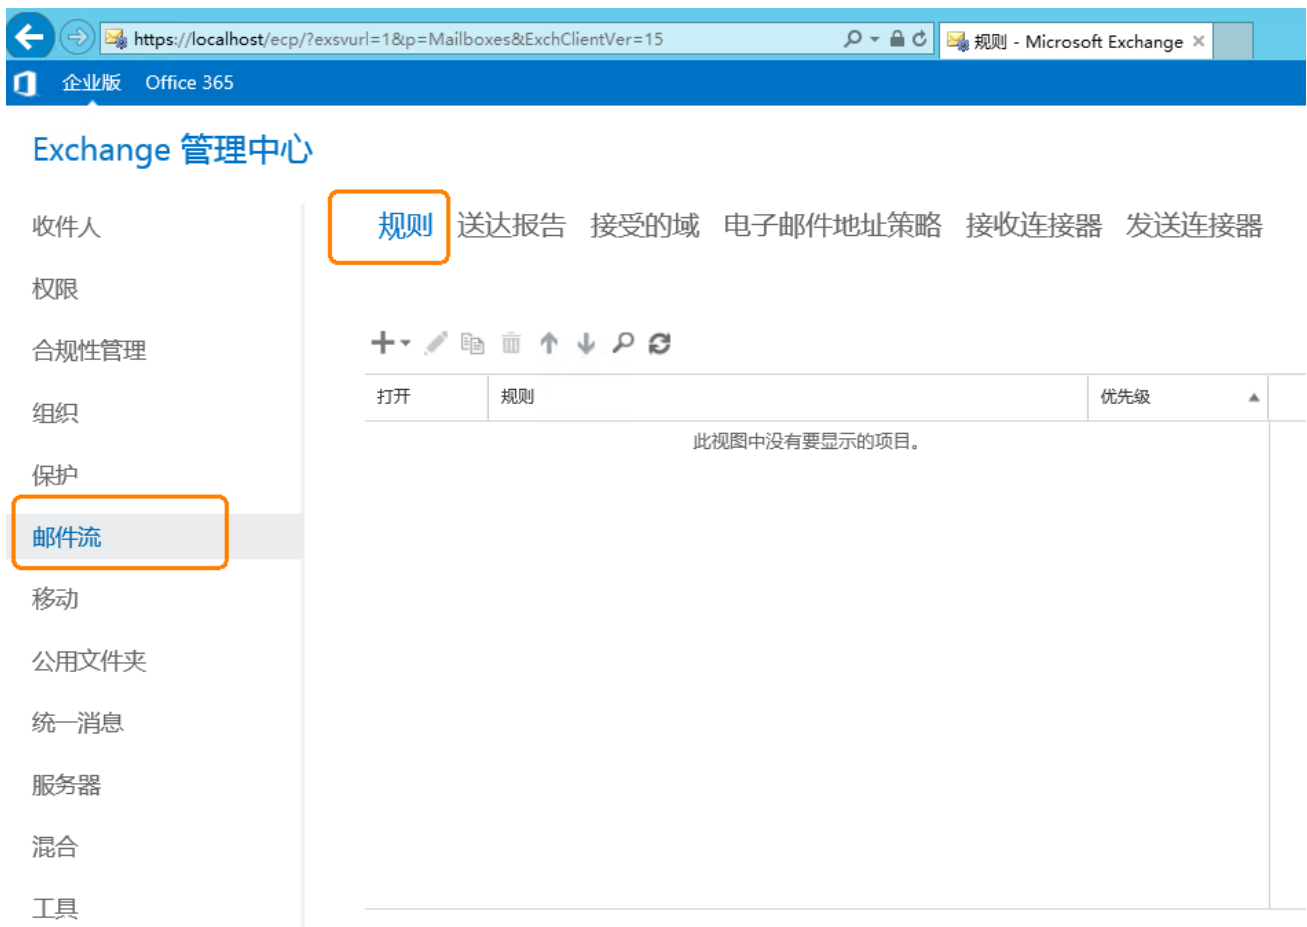 https://localhost/ecp/?exsvurl=1&p=Mailboxes&ExchClientVer=15
规则 - Microsoft Exchange
企业版 Office 365
Exchange 管理中心
收件人
权限
合规性管理
组织
保护
邮件流
移动
公用文件夹
统一消息
服务器
混合
工具
规则 送达报告 接受的域 电子邮件地址策略 接收连接器 发送连接器
打开 规则 优先级
此视图中没有要显示的项目。